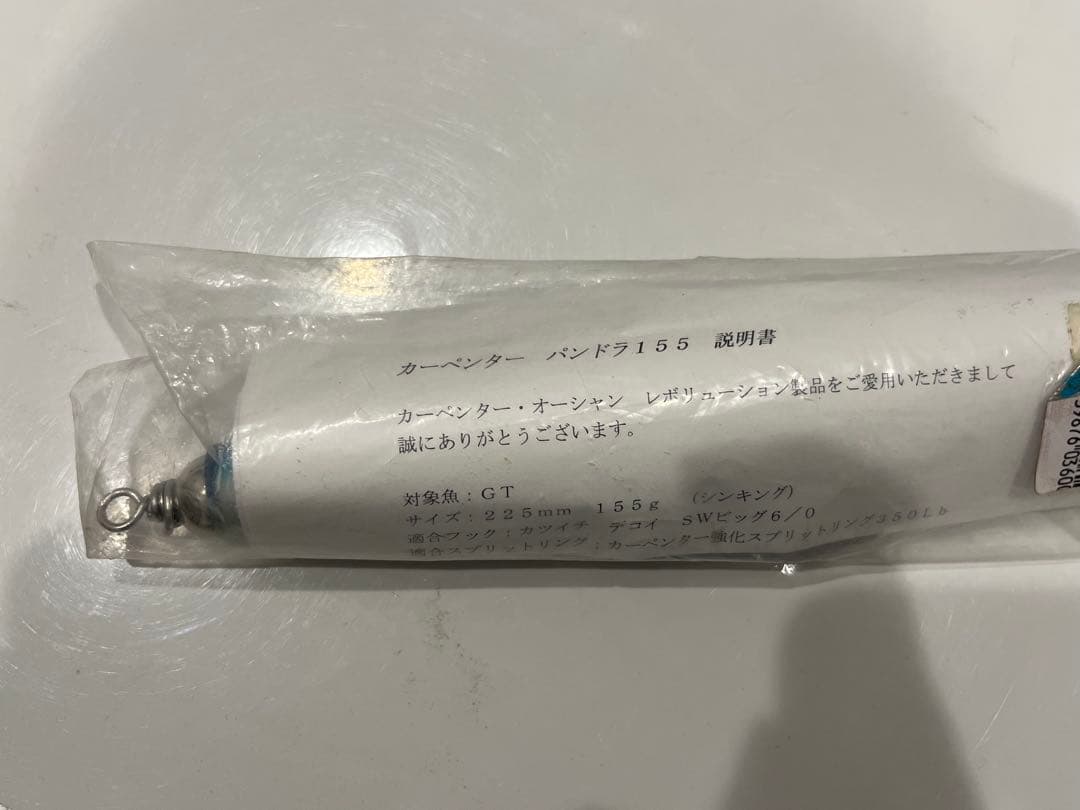 カーペンター　パンドラ１５５　説明書
カーペンター・オーシャン　レボリューション製品をご愛用いただきまして
誠にありがとうございます。
対象魚：ＧＴ
サイズ：２２５ｍｍ　１５５ｇ　（シンキング）
適合フック：カツイチ　デコイ　ＳＷビッグ６／０
適合スプリットリング：カーペンター強化スプリットリング３５０Ｌｂ